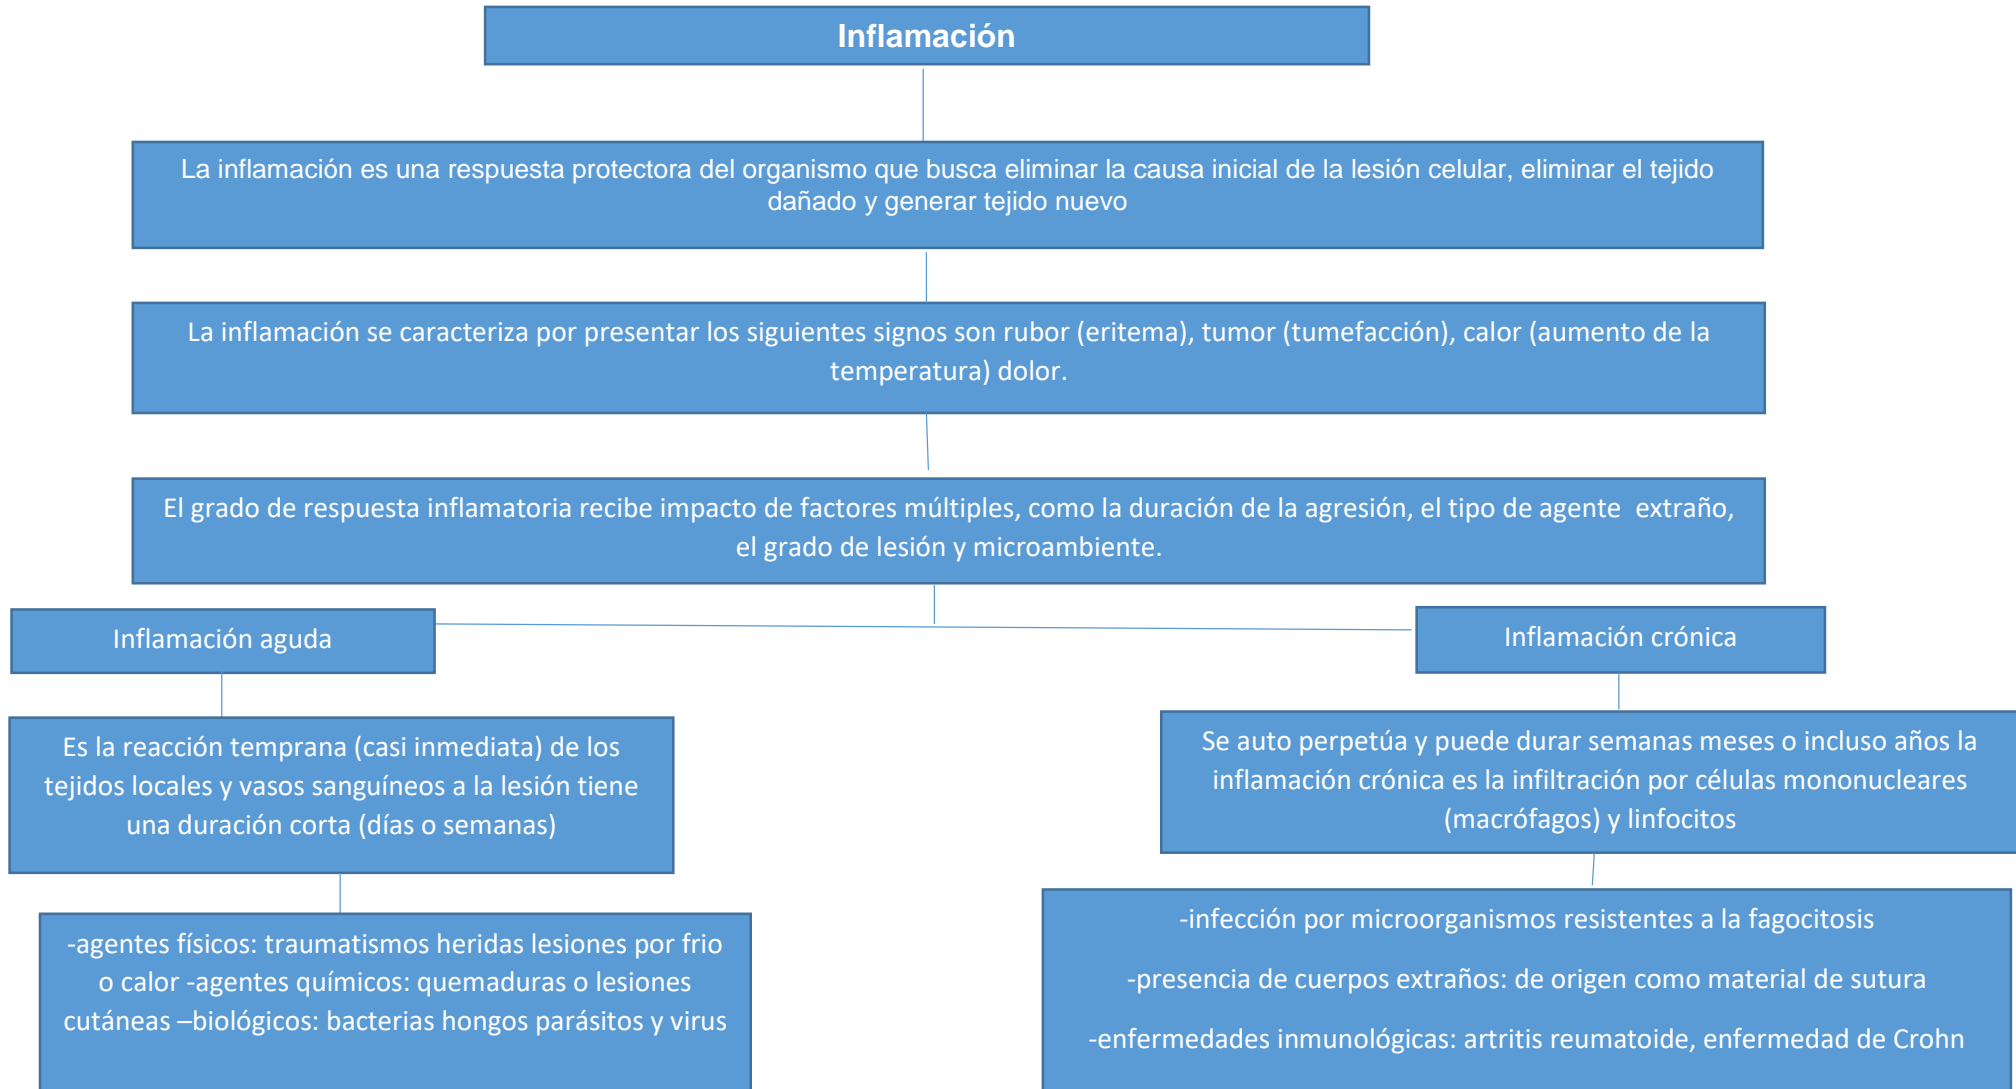 Inflamación
La inflamación es una respuesta protectora del organismo que busca eliminar la causa inicial de la lesión celular, eliminar el tejido
dañado y generar tejido nuevo
La inflamación se caracteriza por presentar los siguientes signos son rubor (eritema), tumor (tumefacción), calor (aumento de la
temperatura) dolor.
El grado de respuesta inflamatoria recibe impacto de factores múltiples, como la duración de la agresión, el tipo de agente  extraño,
el grado de lesión y microambiente.
Inflamación aguda
Inflamación crónica
Es la reacción temprana (casi inmediata) de los
tejidos locales y vasos sanguíneos a la lesión tiene
una duración corta (días o semanas)
Se auto perpetúa y puede durar semanas meses o incluso años la
inflamación crónica es la infiltración por células mononucleares
(macrófagos) y linfocitos
-agentes físicos: traumatismos heridas lesiones por frio
o calor -agentes químicos: quemaduras o lesiones
cutáneas –biológicos: bacterias hongos parásitos y virus
-infección por microorganismos resistentes a la fagocitosis
-presencia de cuerpos extraños: de origen como material de sutura
-enfermedades inmunológicas: artritis reumatoide, enfermedad de Crohn